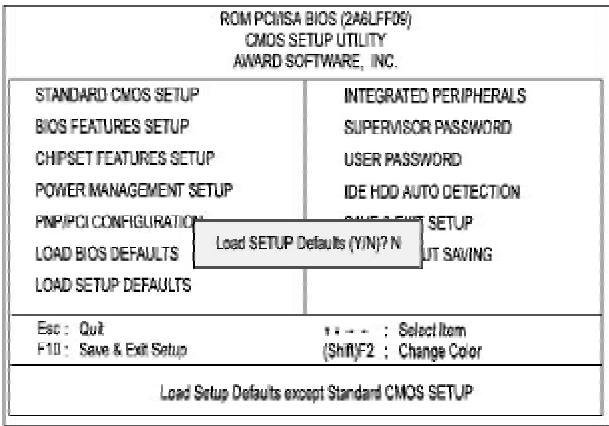 ROM PCI/ISA BIOS (2A6LFF09)
CMOS SETUP UTILITY
AWARD SOFTWARE, INC.
STANDARD CMOS SETUP
BIOS FEATURES SETUP
CHIPSET FEATURES SETUP
POWER MANAGEMENT SETUP
PNP/PCI CONFIGURATION
LOAD BIOS DEFAULTS
LOAD SETUP DEFAULTS
INTEGRATED PERIPHERALS
SUPERVISOR PASSWORD
USER PASSWORD
IDE HDD AUTO DETECTION
SETUP
SAVING
Load SETUP Defaults (Y/N)? N
Esc : Quit
F10 : Save & Exit Setup
: Select Item
(Shift)F2 : Change Color
Load Setup Defaults except Standard CMOS SETUP